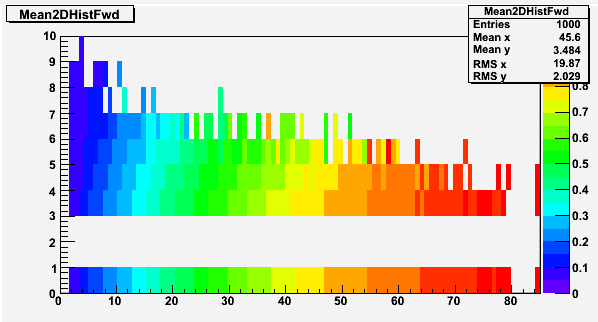 Mean2DHistFwd
Mean2DHistFwd
Entries 1000
Mean x 45.6
Mean y 3.484
RMS x 19.87
RMS y 2.029
10
9
8
7
6
5
4
3
2
1
0
0 10 20 30 40 50 60 70 80
0.8
0.7
0.6
0.5
0.4
0.3
0.2
0.1
0